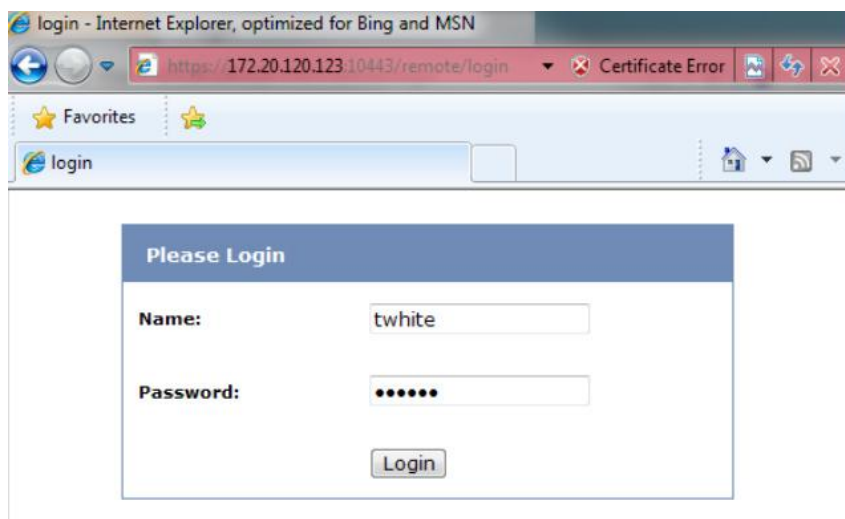 login - Internet Explorer, optimized for Bing and MSN
https://172.20.120.123:10443/remote/login Certificate Error
Favorites
login
Please Login
Name: twhite
Password: ••••••
Login